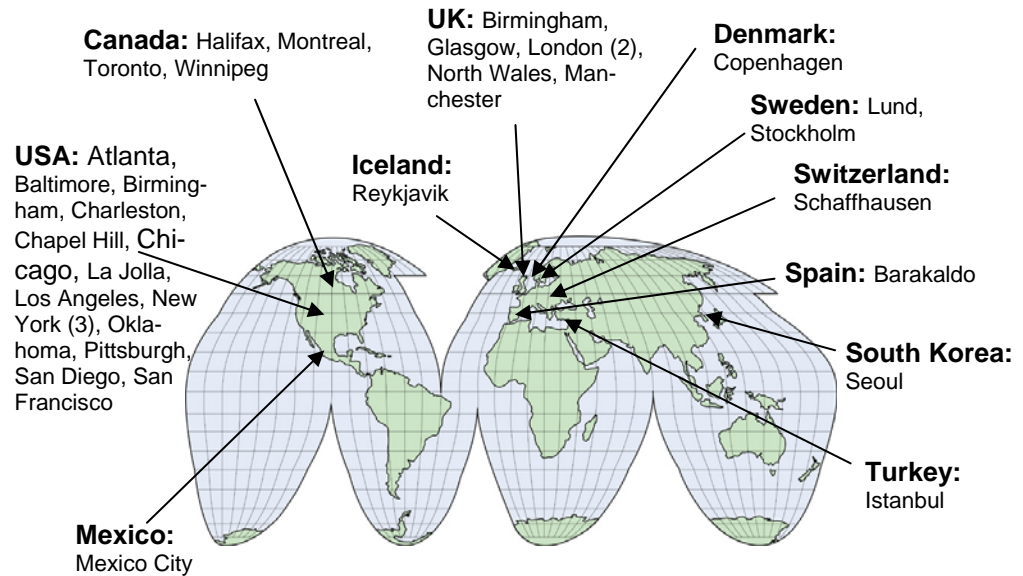 Canada: Halifax, Montreal,
Toronto, Winnipeg
UK: Birmingham,
Glasgow, London (2),
North Wales, Man-
chester
Denmark:
Copenhagen
Sweden: Lund,
Stockholm
USA: Atlanta,
Baltimore, Birming-
ham, Charleston,
Chapel Hill, Chi-
cago, La Jolla,
Los Angeles, New
York (3), Okla-
homa, Pittsburgh,
San Diego, San
Francisco
Iceland:
Reykjavik
Switzerland:
Schaffhausen
Spain: Barakaldo
South Korea:
Seoul
Turkey:
Istanbul
Mexico:
Mexico City